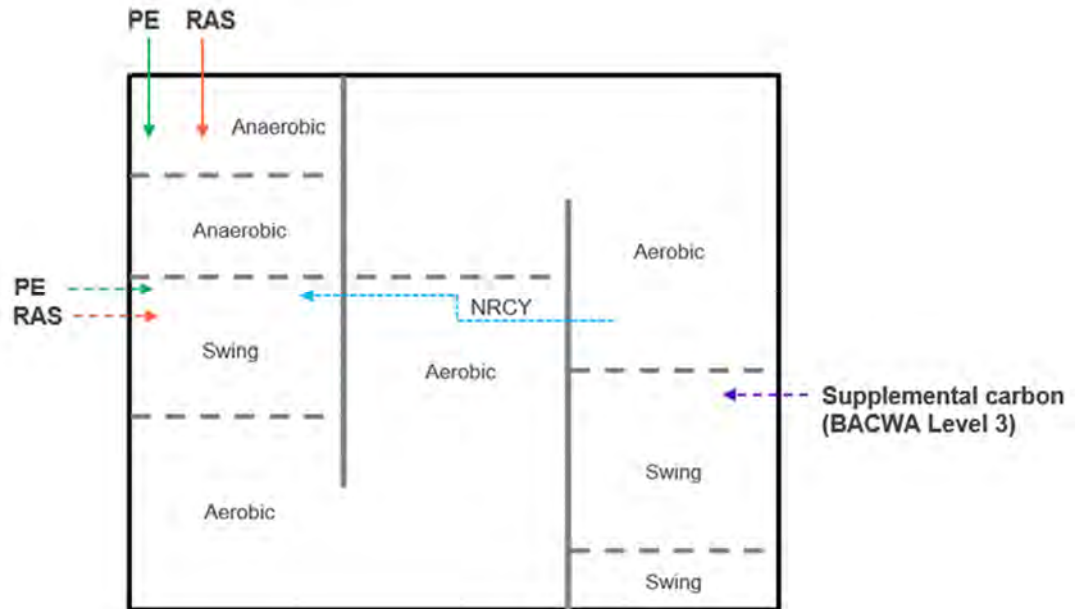 PE RAS
Anaerobic
Anaerobic
Aerobic
PE
RAS
NRCY
Swing
Aerobic
Supplemental carbon
(BACWA Level 3)
Swing
Aerobic
Swing